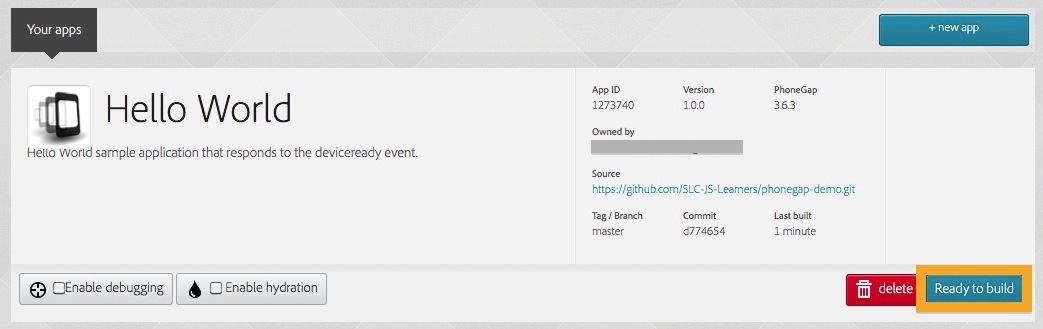 Your apps
+ new app
Hello World
Hello World sample application that responds to the deviceready event.
App ID Version PhoneGap
1273740 1.0.0 3.6.3
Owned by
Source
https://github.com/SLC-JS-Learners/phonegap-demo.git
Tag / Branch Commit Last built
master d774654 1 minute
Enable debugging Enable hydration delete Ready to build